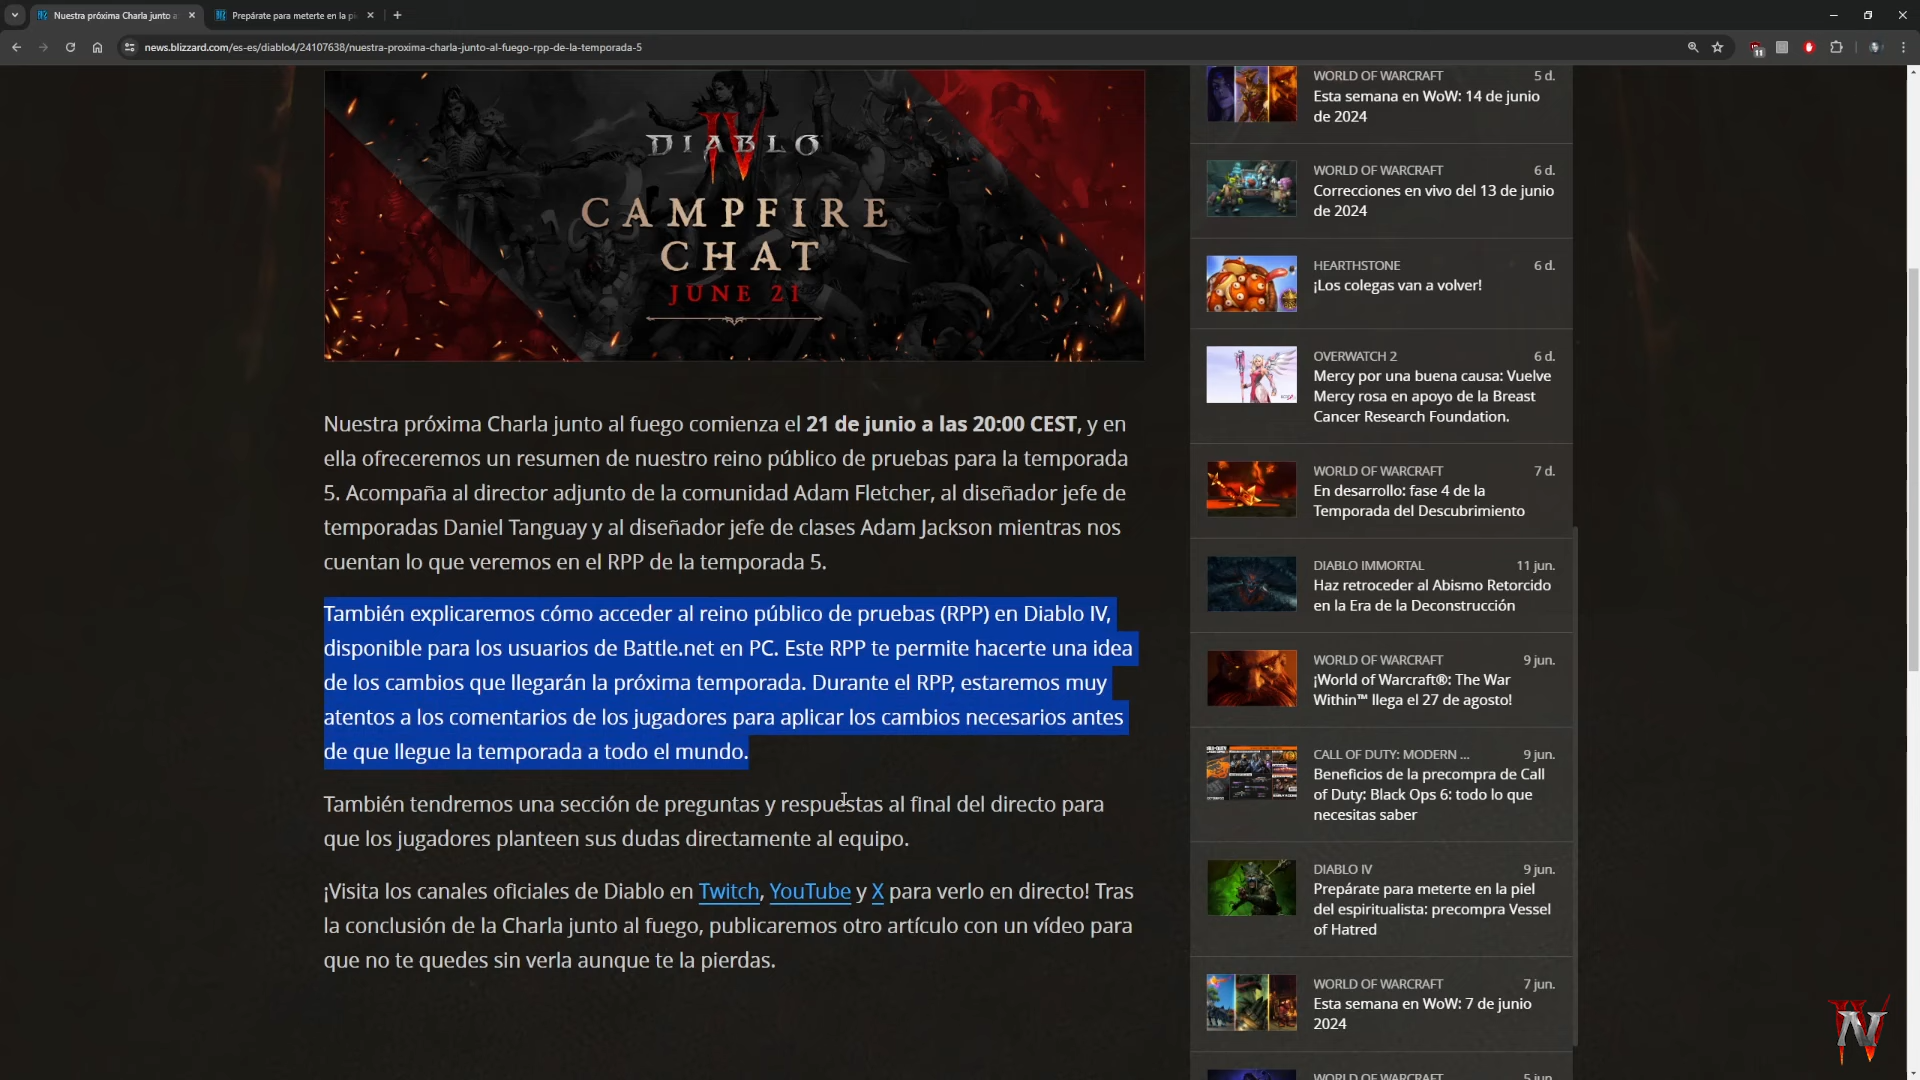 Nuestra próxima Charla junto a
Prepárate para meterte en la pi
news.blizzard.com/es-es/diablo4/24107638/nuestra-proxima-charla-junto-al-fuego-rpp-de-la-temporada-5
11
DIABLO
IV
CAMPFIRE
CHAT
JUNE 21
Nuestra próxima Charla junto al fuego comienza el 21 de junio a las 20:00 CEST, y en
ella ofreceremos un resumen de nuestro reino público de pruebas para la temporada
5. Acompaña al director adjunto de la comunidad Adam Fletcher, al diseñador jefe de
temporadas Daniel Tanguay y al diseñador jefe de clases Adam Jackson mientras nos
cuentan lo que veremos en el RPP de la temporada 5.
También explicaremos cómo acceder al reino público de pruebas (RPP) en Diablo IV,
disponible para los usuarios de Battle.net en PC. Este RPP te permite hacerte una idea
de los cambios que llegarán la próxima temporada. Durante el RPP, estaremos muy
atentos a los comentarios de los jugadores para aplicar los cambios necesarios antes
de que llegue la temporada a todo el mundo.
También tendremos una sección de preguntas y respuestas al final del directo para
que los jugadores planteen sus dudas directamente al equipo.
¡Visita los canales oficiales de Diablo en Twitch, YouTube y X para verlo en directo! Tras
la conclusión de la Charla junto al fuego, publicaremos otro artículo con un vídeo para
que no te quedes sin verla aunque te la pierdas.
WORLD OF WARCRAFT 5 d.
Esta semana en WoW: 14 de junio
de 2024
WORLD OF WARCRAFT 6 d.
Correcciones en vivo del 13 de junio
de 2024
HEARTHSTONE 6 d.
¡Los colegas van a volver!
OVERWATCH 2 6 d.
Mercy por una buena causa: Vuelve
Mercy rosa en apoyo de la Breast
Cancer Research Foundation.
WORLD OF WARCRAFT 7 d.
En desarrollo: fase 4 de la
Temporada del Descubrimiento
DIABLO IMMORTAL 11 jun.
Haz retroceder al Abismo Retorcido
en la Era de la Deconstrucción
WORLD OF WARCRAFT 9 jun.
¡World of Warcraft®: The War
Within™ llega el 27 de agosto!
CALL OF DUTY: MODERN ... 9 jun.
Beneficios de la precompra de Call
of Duty: Black Ops 6: todo lo que
necesitas saber
DIABLO IV 9 jun.
Prepárate para meterte en la piel
del espiritualista: precompra Vessel
of Hatred
WORLD OF WARCRAFT 7 jun.
Esta semana en WoW: 7 de junio
2024
WORLD OF WARCRAFT 5 jun.